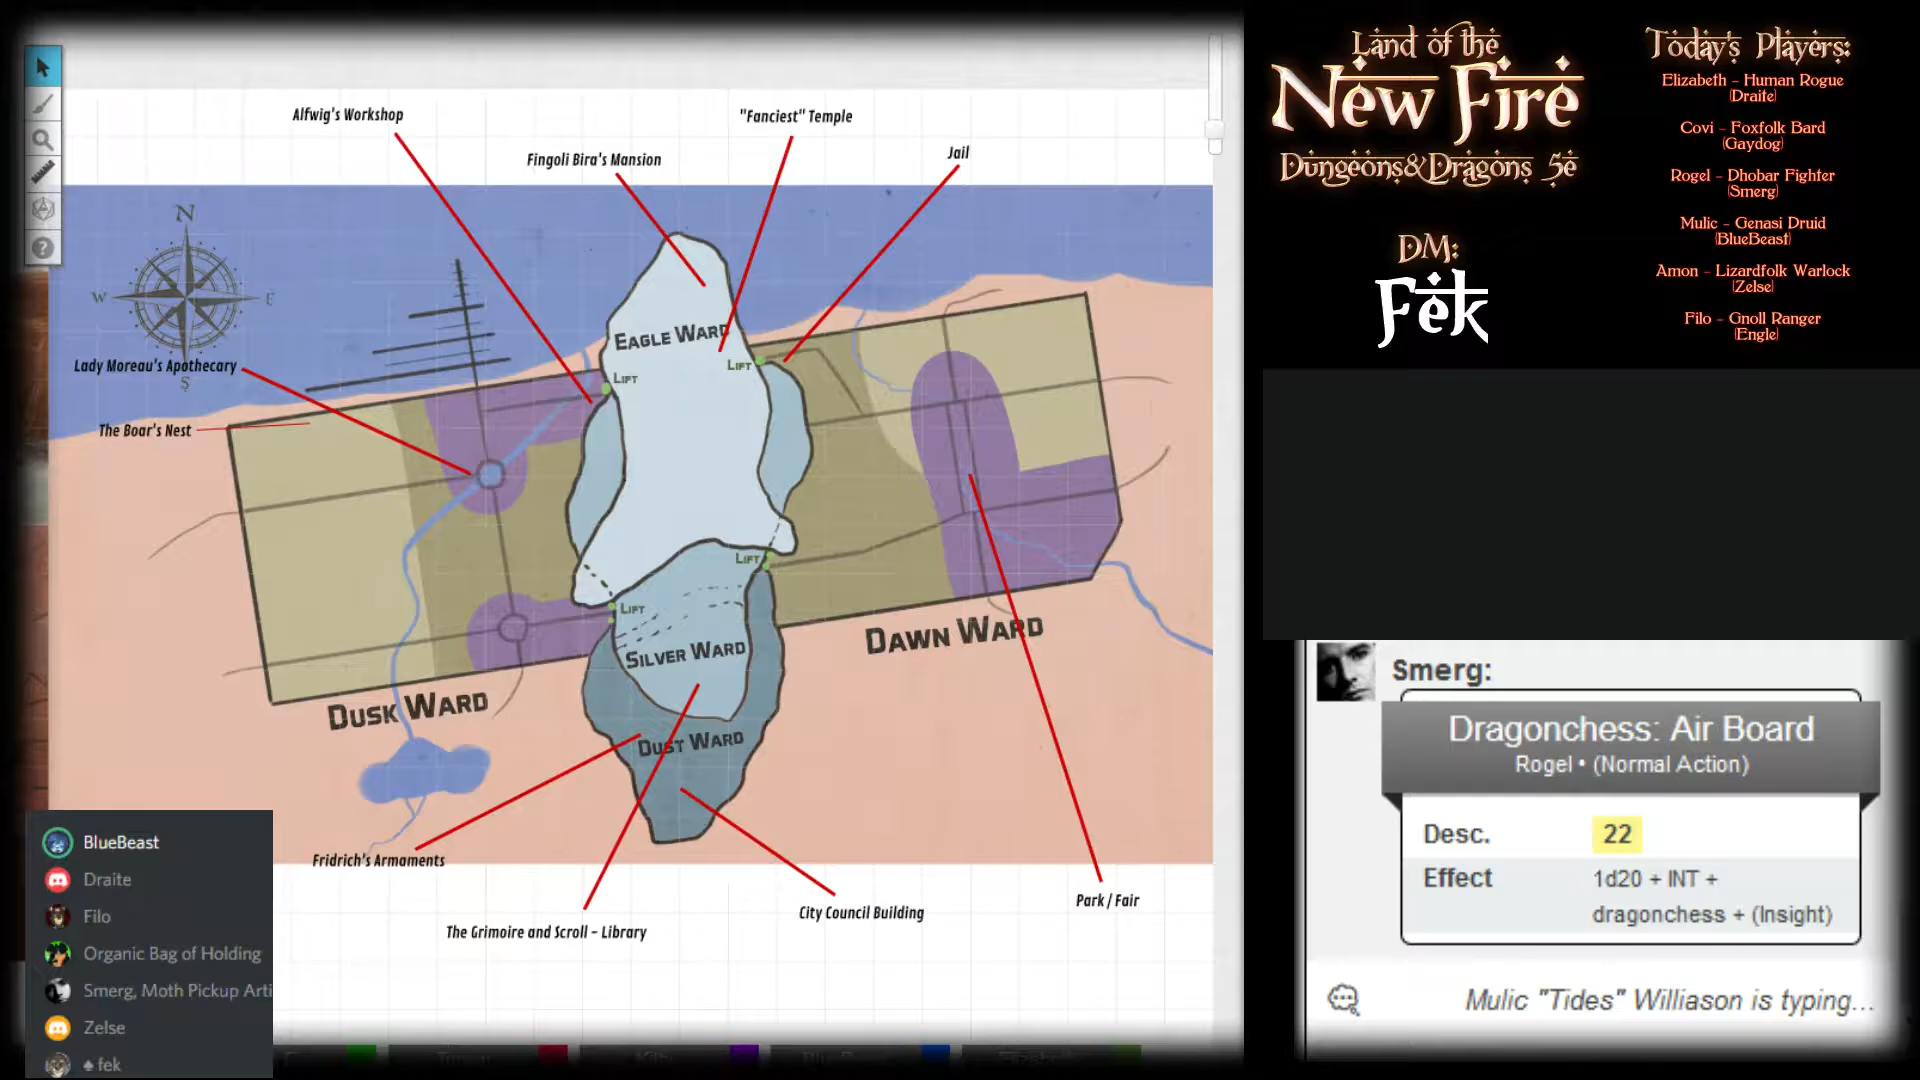 Alfwig's Workshop
"Fanciest" Temple
Fingoli Bira's Mansion
Jail
N
W
E
S
Eagle Ward
Lift
Lift
Lady Moreau's Apothecary
The Boar's Nest
Lift
Lift
Silver Ward
Dawn Ward
Dusk Ward
Dust Ward
Fridrich's Armaments
The Grimoire and Scroll - Library
City Council Building
Park / Fair
BlueBeast
Draite
Filo
Organic Bag of Holding
Smerg, Moth Pickup Arti
Zelse
fek
Land of the
New Fire
Dungeons&Dragons 5e
DM:
Fek
Today's Players:
Elizabeth - Human Rogue
(Draite)
Covi - Foxfolk Bard
(Gaydog)
Rogel - Dhobar Fighter
(Smerg)
Mulic - Genasi Druid
(BlueBeast)
Amon - Lizardfolk Warlock
(Zelse)
Filo - Gnoll Ranger
(Engle)
Smerg:
Dragonchess: Air Board
Rogel • (Normal Action)
Desc. 22
Effect 1d20 + INT +
dragonchess + (Insight)
Mulic "Tides" Williason is typing...